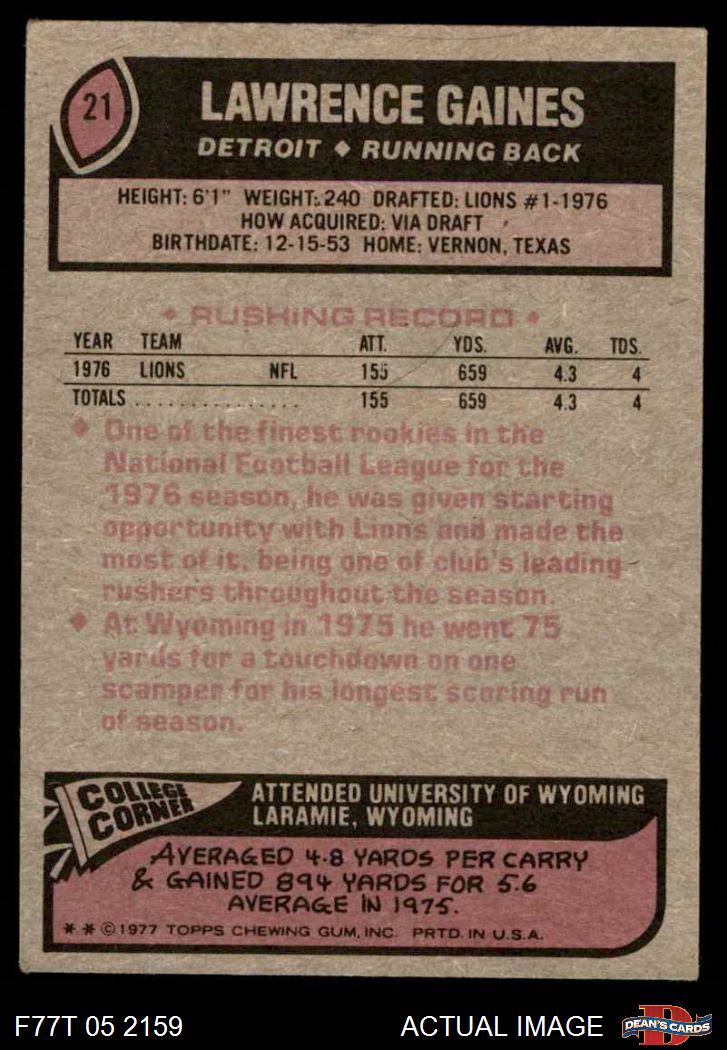 21
LAWRENCE GAINES
DETROIT ◆ RUNNING BACK
HEIGHT: 6'1" WEIGHT: 240 DRAFTED: LIONS #1-1976
HOW ACQUIRED: VIA DRAFT
BIRTHDATE: 12-15-53 HOME: VERNON, TEXAS
◆ RUSHING RECORD ◆
YEAR TEAM ATT. YDS. AVG. TDS.
1976 LIONS NFL 155 659 4.3 4
TOTALS . . . . . . . . . . . . . . . 155 659 4.3 4
◆ One of the finest rookies in the
National Football League for the
1976 season, he was given starting
opportunity with Lions and made the
most of it, being one of club's leading
rushers throughout the season.
◆ At Wyoming in 1975 he went 75
yards for a touchdown on one
scamper for his longest scoring run
of season.
COLLEGE
CORNER
ATTENDED UNIVERSITY OF WYOMING
LARAMIE, WYOMING
AVERAGED 4.8 YARDS PER CARRY
& GAINED 894 YARDS FOR 5.6
AVERAGE IN 1975.
* * © 1977 TOPPS CHEWING GUM, INC. PRTD. IN U.S.A.
F77T 05 2159 ACTUAL IMAGE
D
DEAN'S CARDS